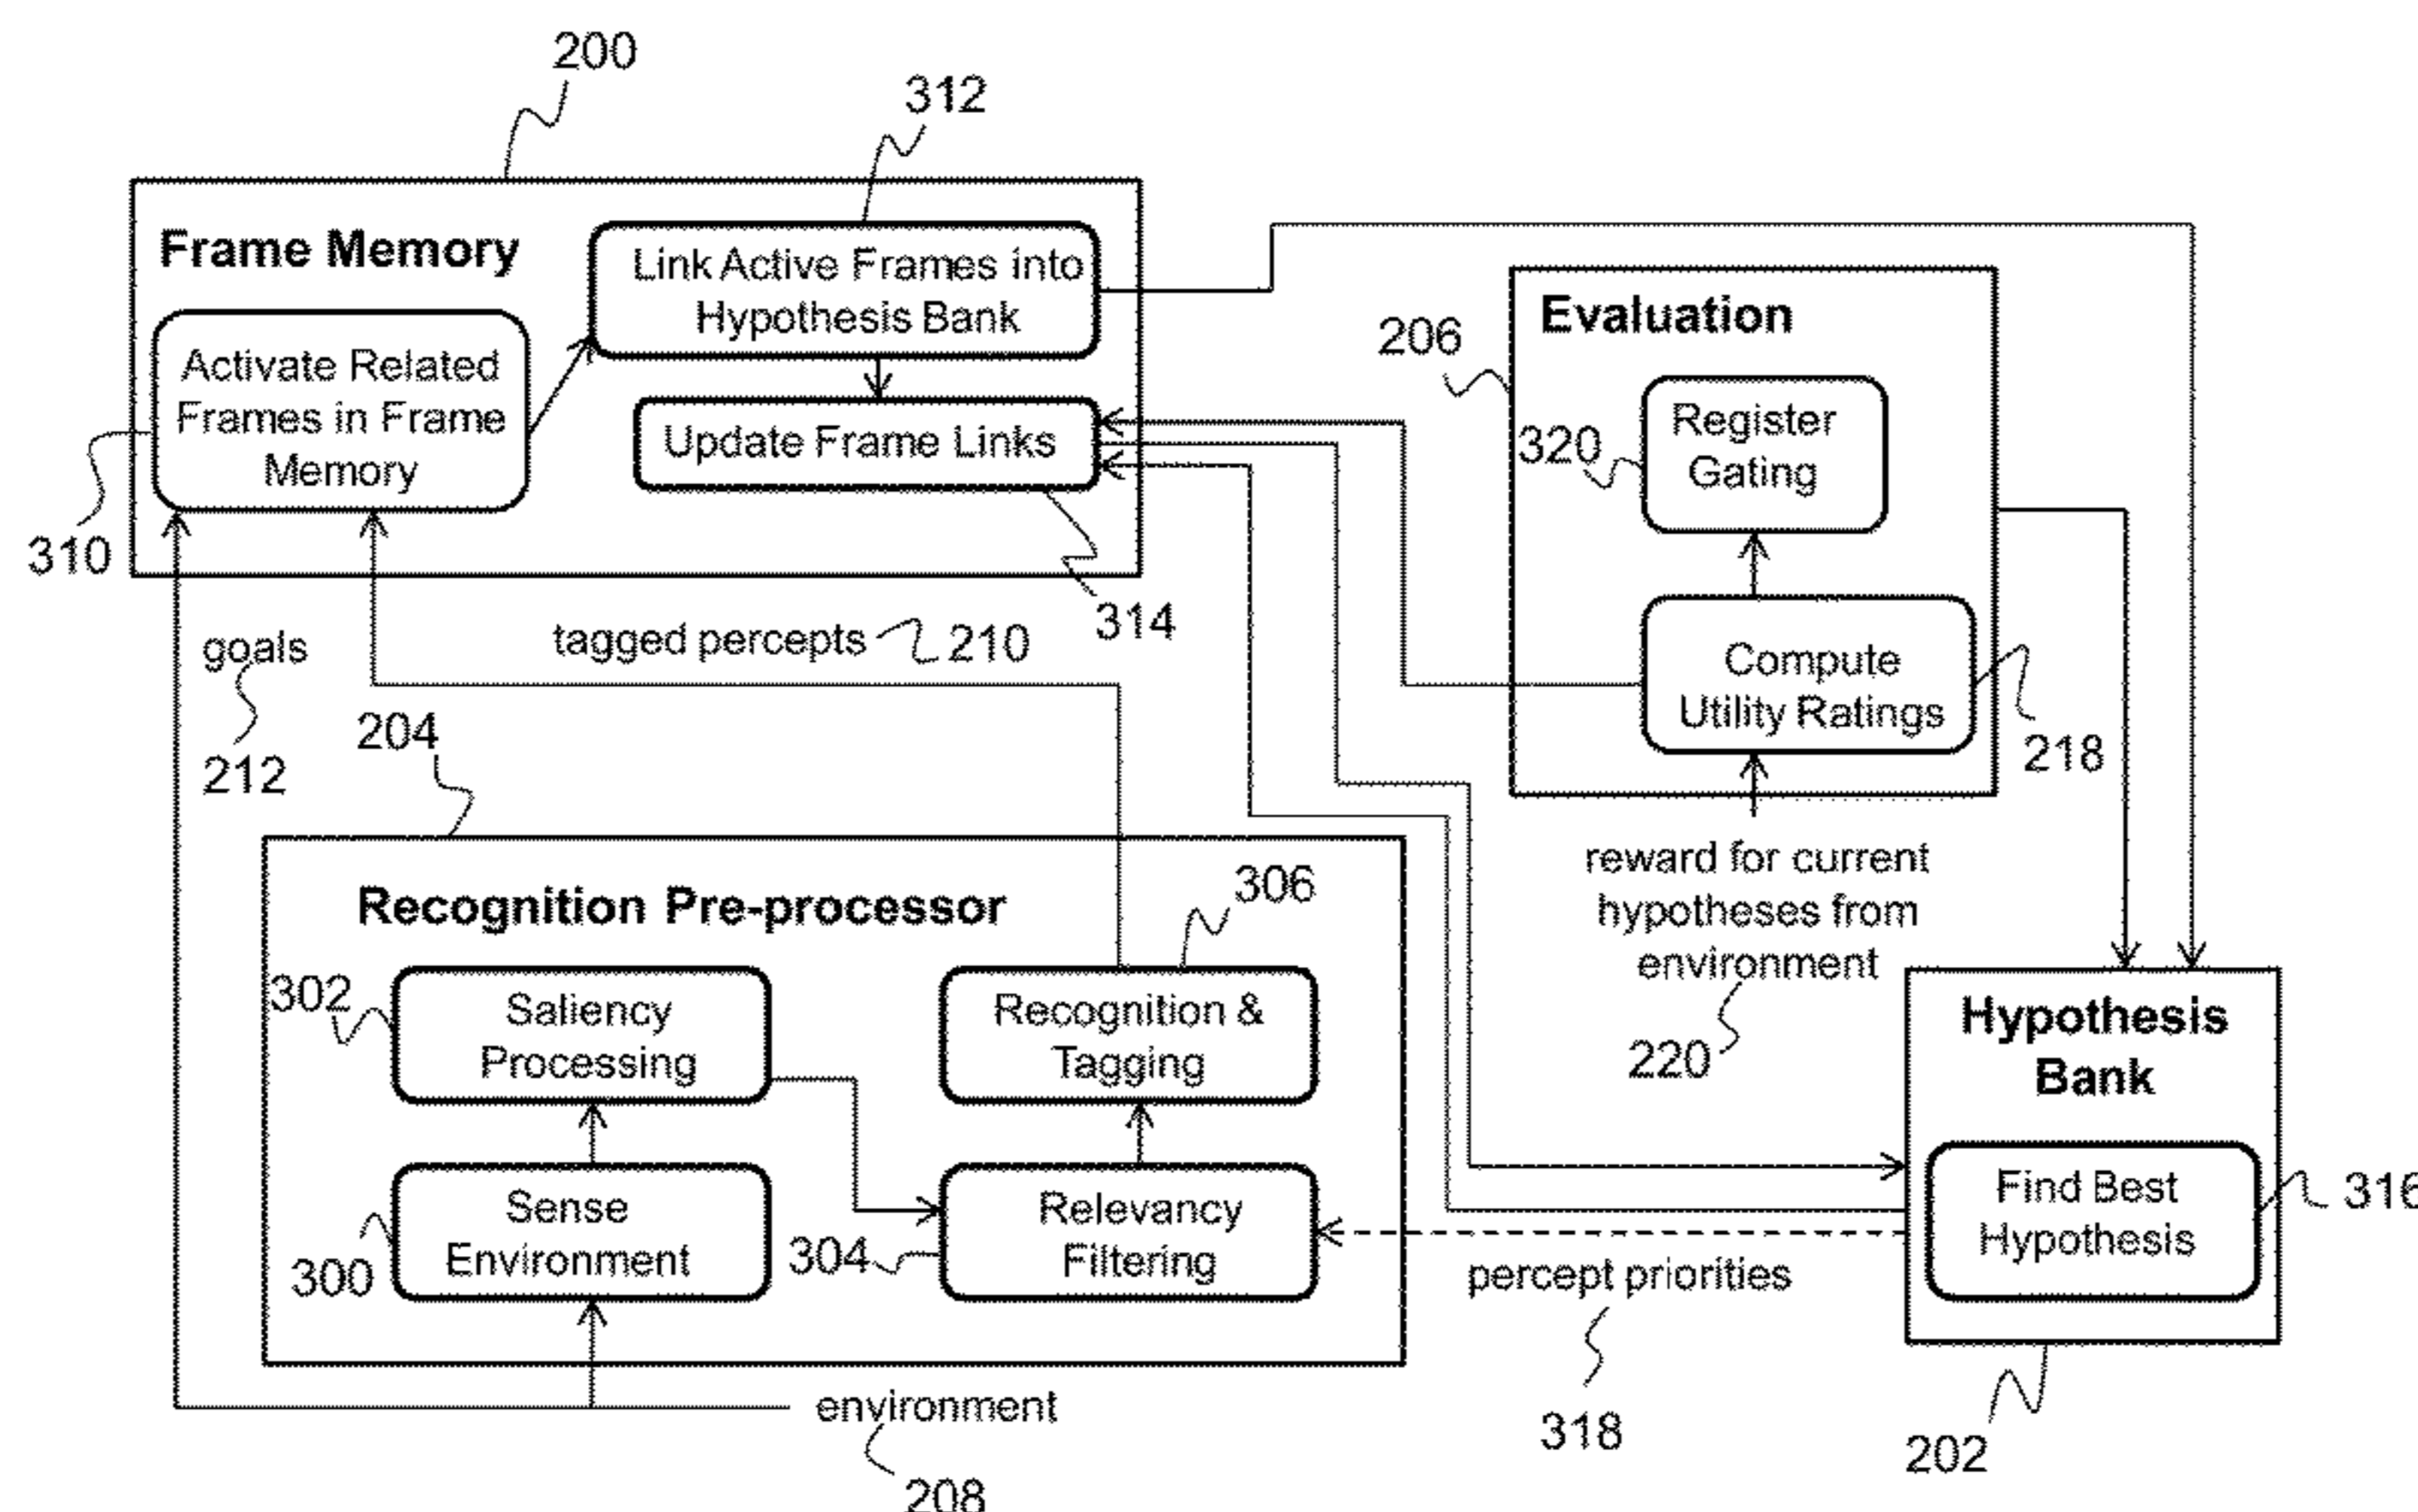 200
312
Frame Memory
Link Active Frames into
Hypothesis Bank
Activate Related
Frames in Frame
Memory
Update Frame Links
310
314
206
Evaluation
320
Register
Gating
Compute
Utility Ratings
218
goals
212
tagged percepts
210
204
Recognition Pre-processor
306
302
Saliency
Processing
Recognition &
Tagging
300
Sense
Environment
304
Relevancy
Filtering
reward for current
hypotheses from
environment
220
Hypothesis
Bank
Find Best
Hypothesis
316
percept priorities
318
202
environment
208